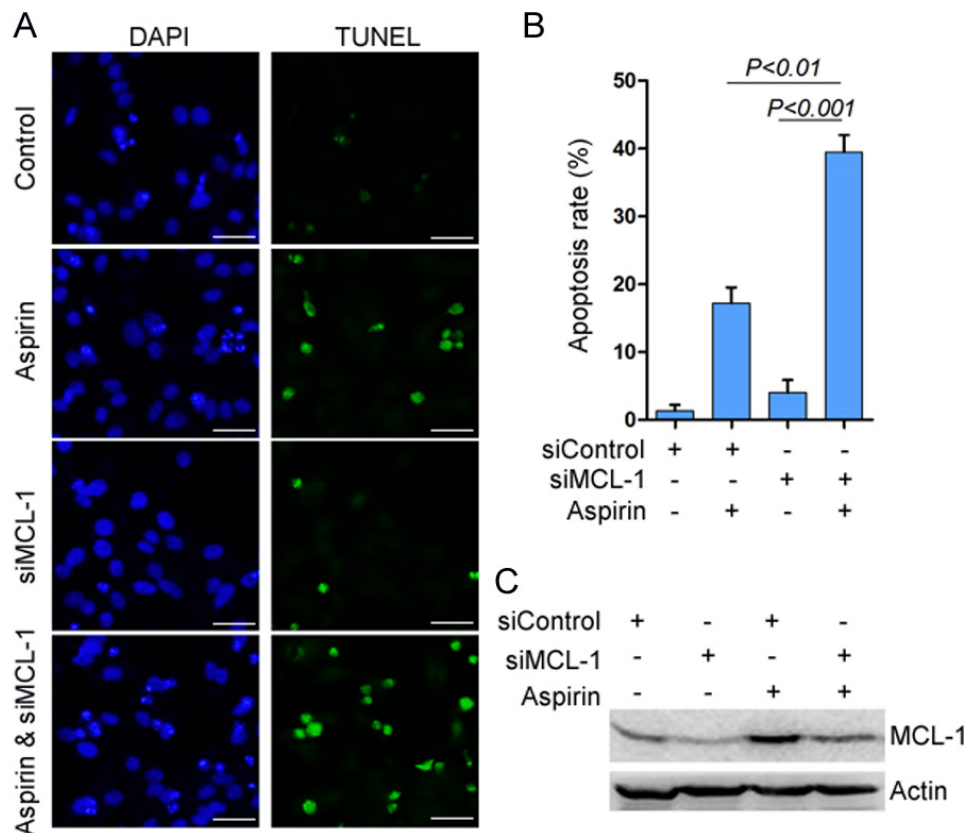 A
DAPI TUNEL
Control
Aspirin
siMCL-1
Aspirin & siMCL-1
B
P<0.01
P<0.001
50
40
30
20
10
0
Apoptosis rate (%)
siControl + + - -
siMCL-1 - - + +
Aspirin - + - +
C
siControl + - + -
siMCL-1 - + - +
Aspirin - - + +
MCL-1
Actin